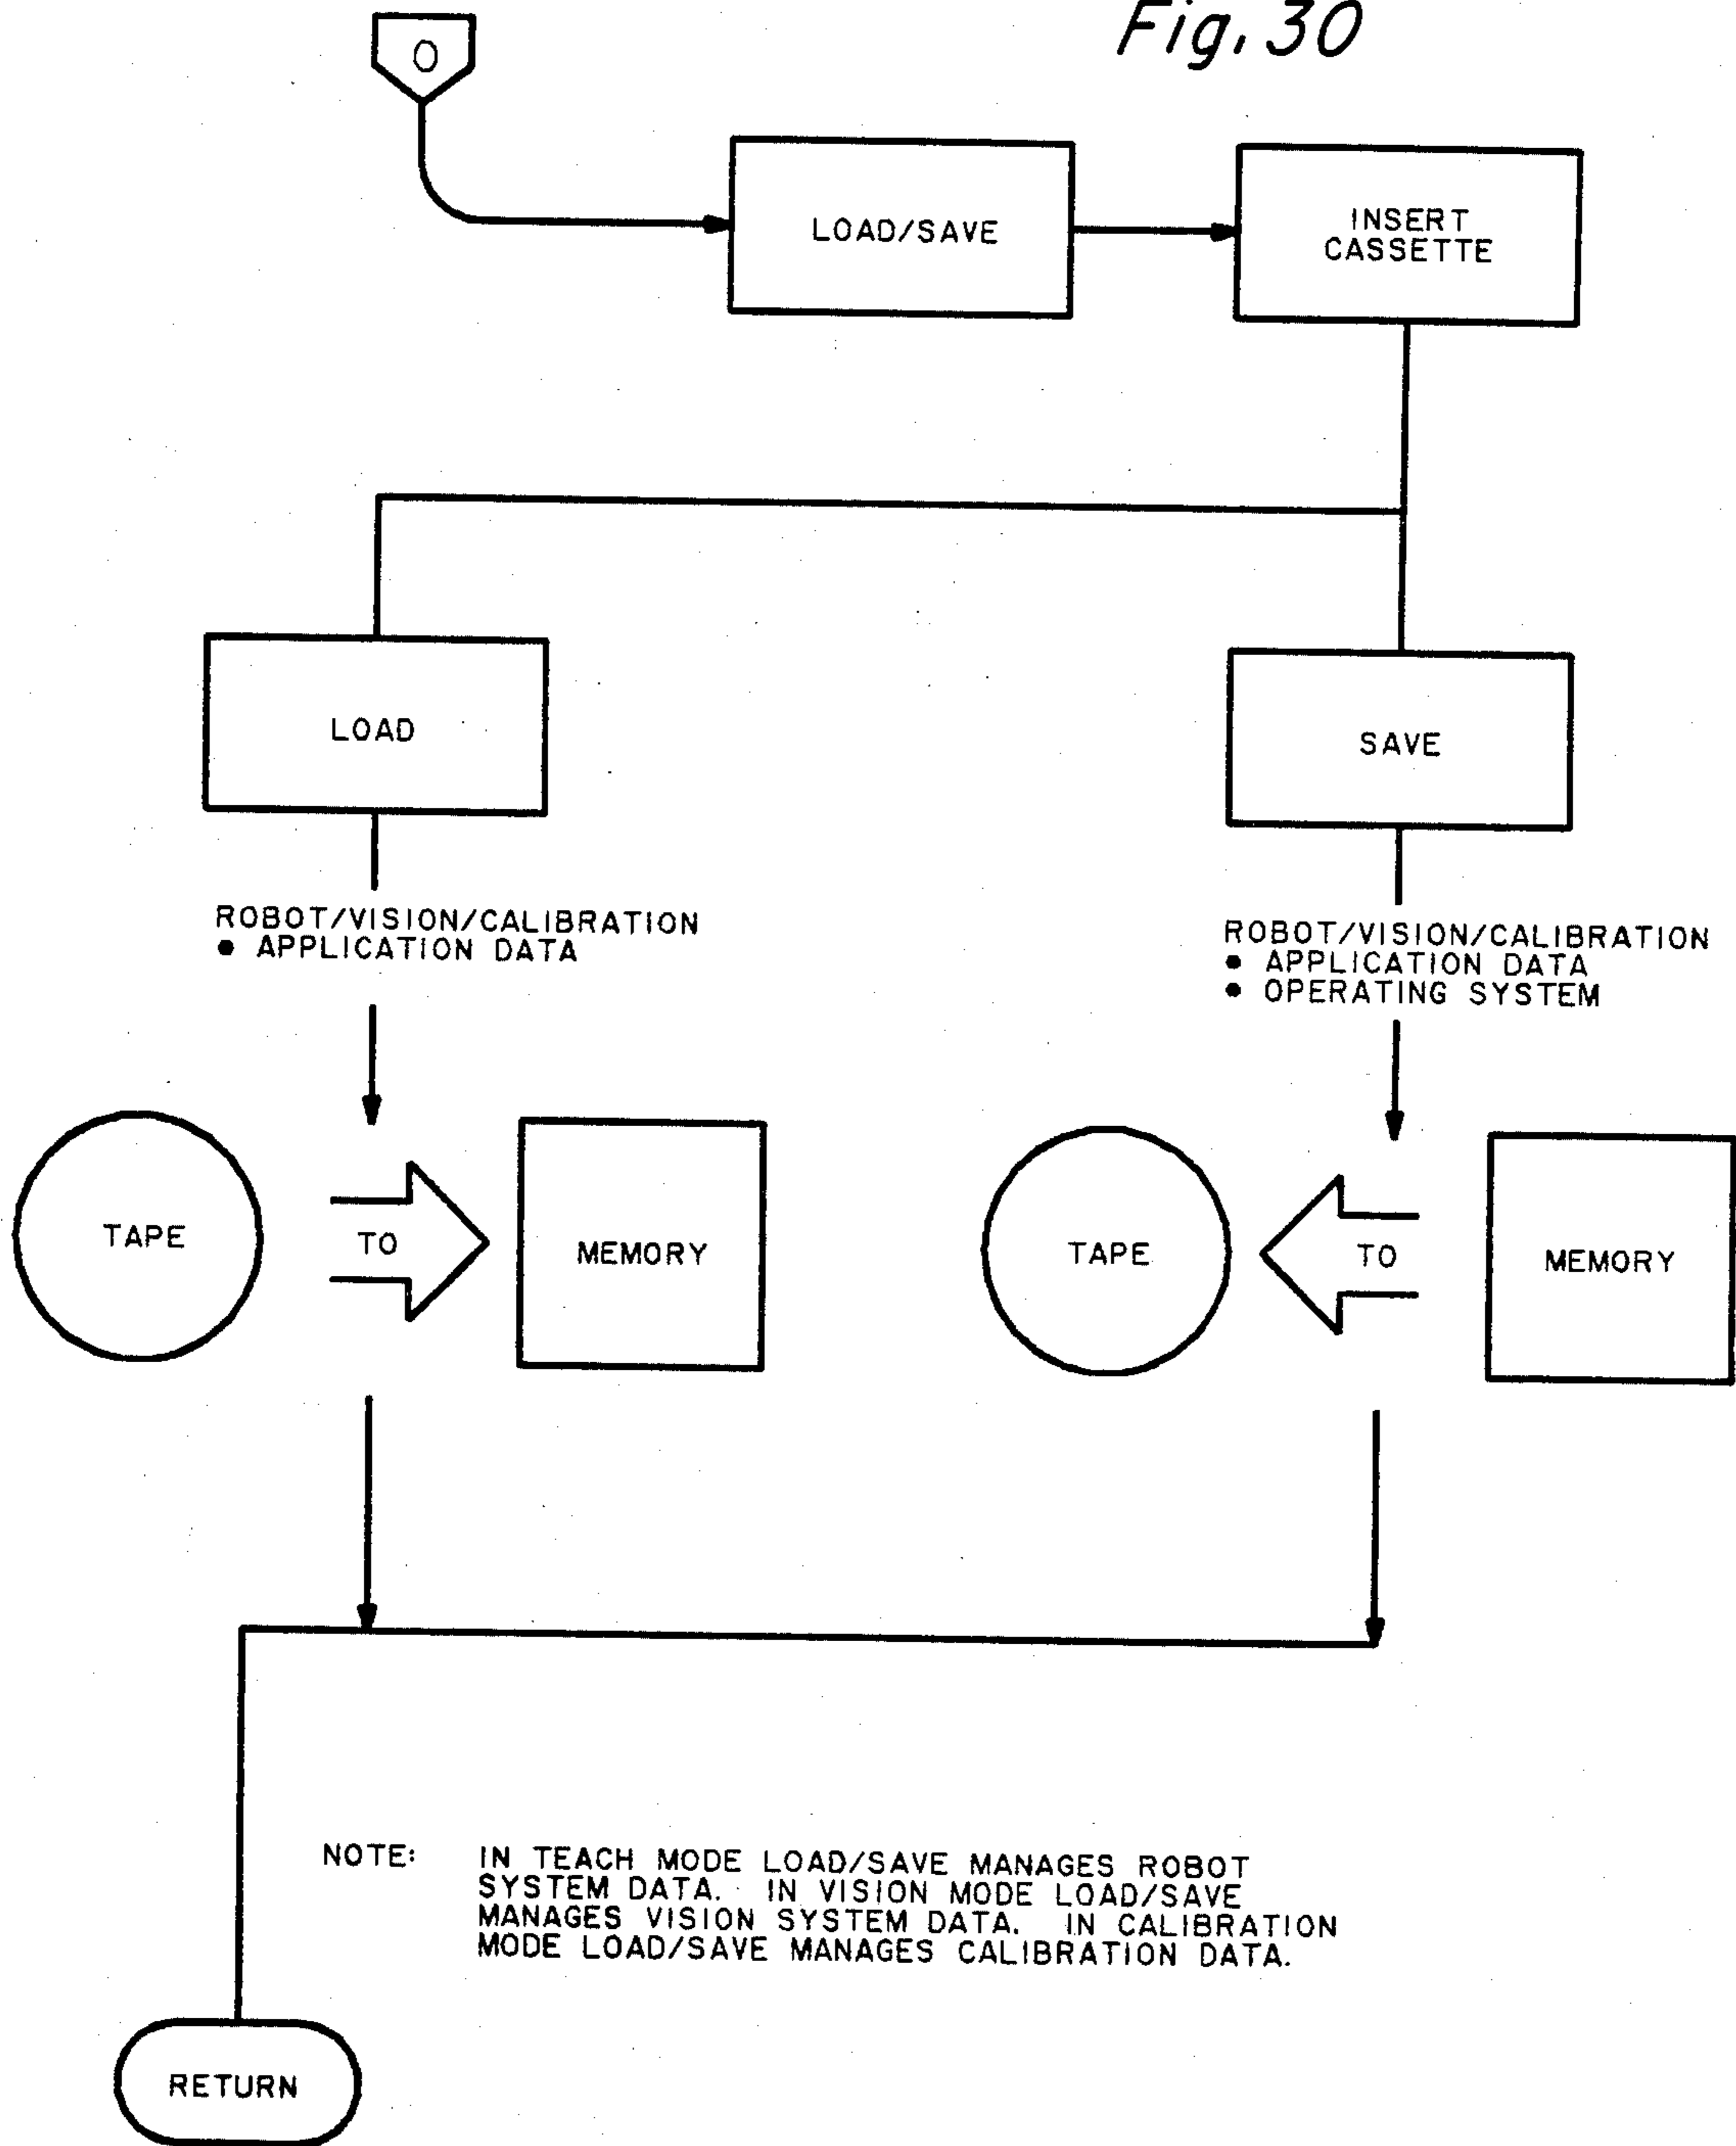 Fig. 30
O
LOAD/SAVE
INSERT
CASSETTE
LOAD
SAVE
ROBOT/VISION/CALIBRATION
• APPLICATION DATA
ROBOT/VISION/CALIBRATION
• APPLICATION DATA
• OPERATING SYSTEM
TAPE
TO
MEMORY
TAPE
TO
MEMORY
NOTE: IN TEACH MODE LOAD/SAVE MANAGES ROBOT
SYSTEM DATA. IN VISION MODE LOAD/SAVE
MANAGES VISION SYSTEM DATA. IN CALIBRATION
MODE LOAD/SAVE MANAGES CALIBRATION DATA.
RETURN